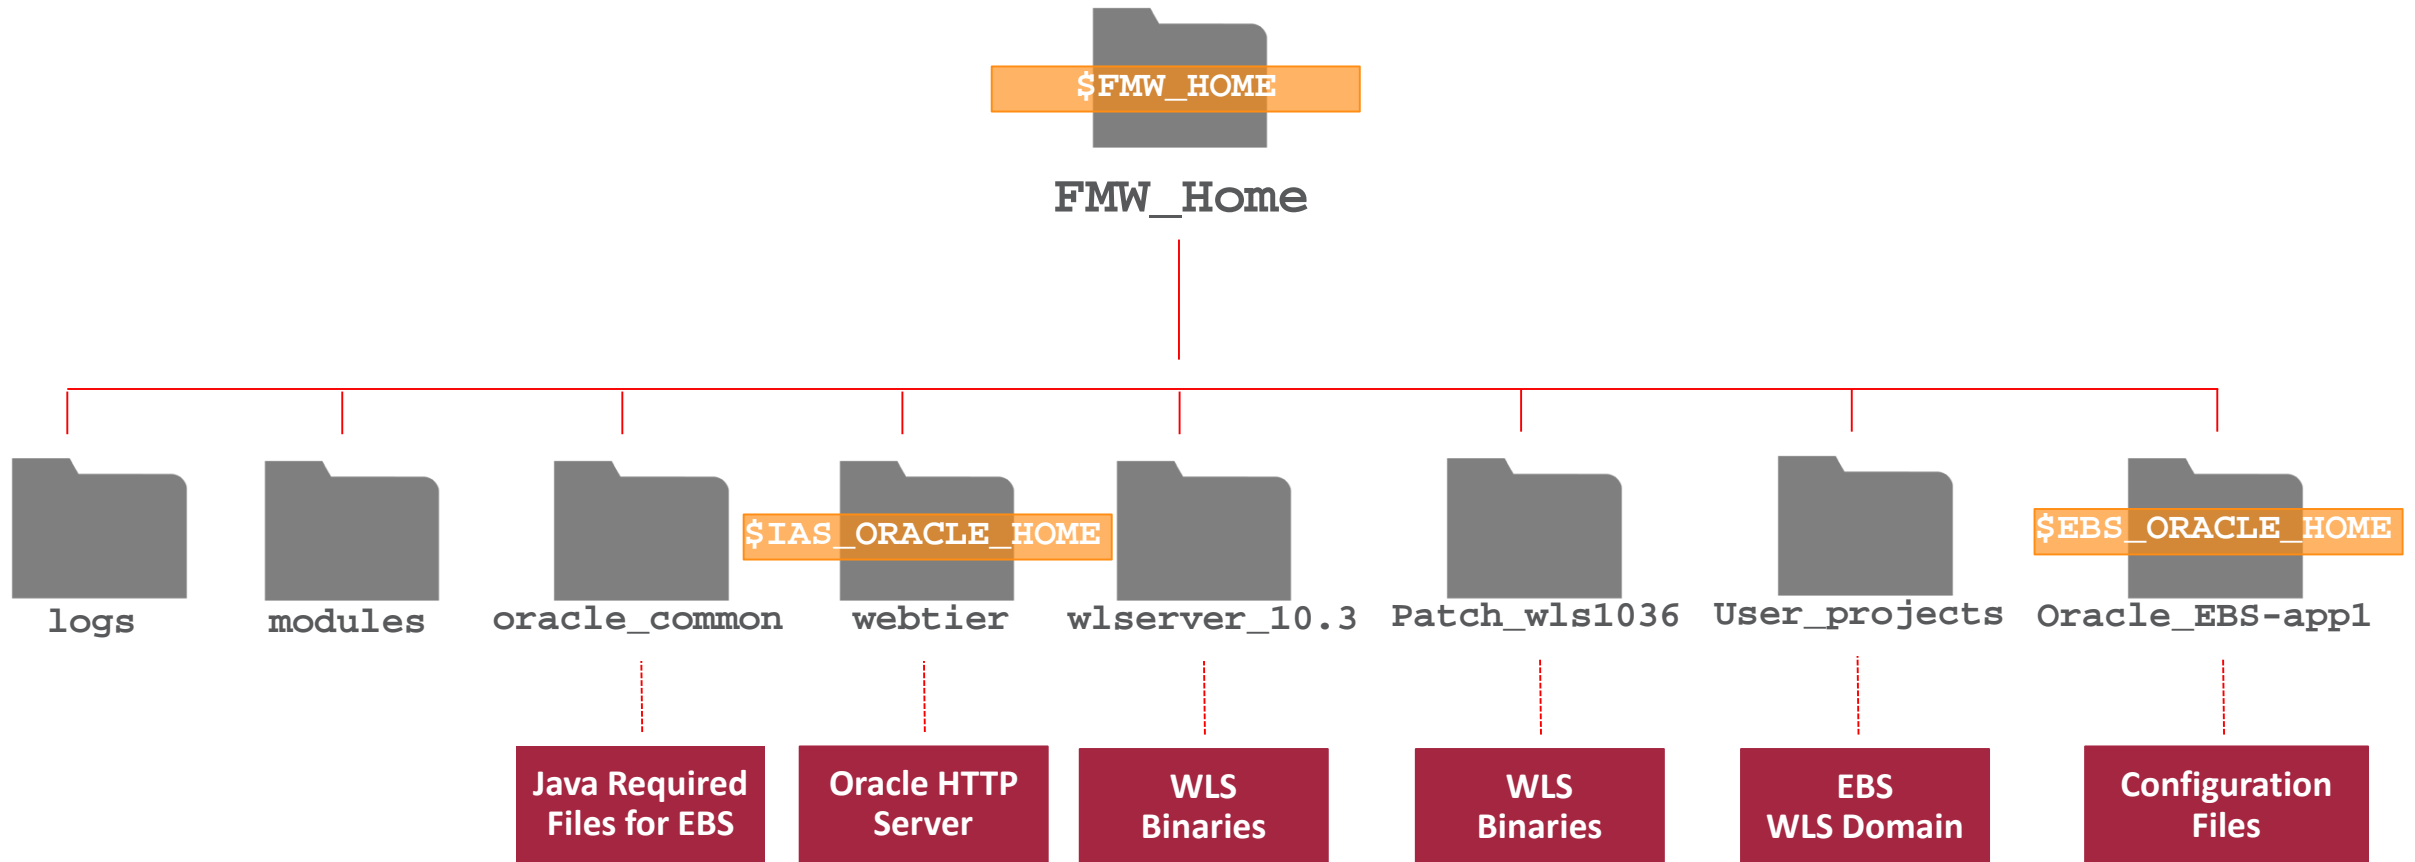 $FMW_HOME
FMW_Home
$IAS_ORACLE_HOME
$EBS_ORACLE_HOME
logs
modules
oracle_common
webtier
wlserver_10.3
Patch_wls1036
User_projects
Oracle_EBS-app1
Java Required
Files for EBS
Oracle HTTP
Server
WLS
Binaries
WLS
Binaries
EBS
WLS Domain
Configuration
Files